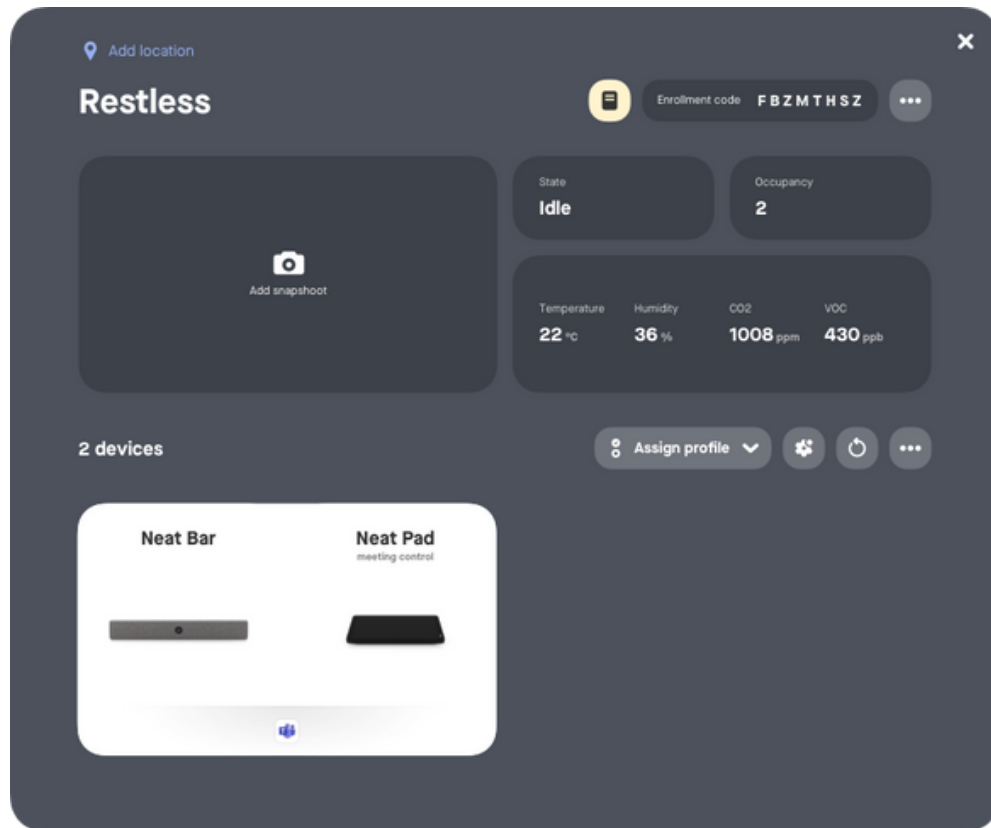 Add location
Restless
Enrollment code FBZMTHSZ
Add snapshoot
State
Idle
Occupancy
2
Temperature Humidity CO2 VOC
22 °C 36 % 1008 ppm 430 ppb
2 devices
Assign profile
Neat Bar
Neat Pad
meeting control